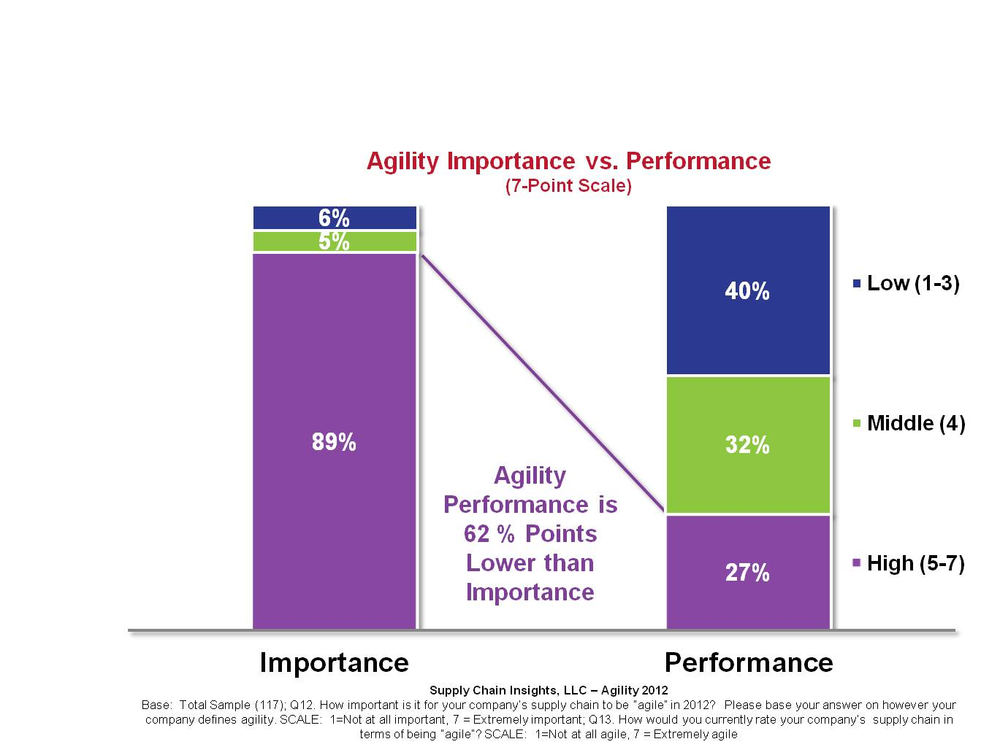 Agility Importance vs. Performance
(7-Point Scale)
6%
5%
89%
40%
32%
27%
Low (1-3)
Middle (4)
High (5-7)
Agility
Performance is
62 % Points
Lower than
Importance
Importance
Performance
Supply Chain Insights, LLC – Agility 2012
Base:  Total Sample (117); Q12. How important is it for your company's supply chain to be "agile" in 2012?  Please base your answer on however your
company defines agility. SCALE:  1=Not at all important, 7 = Extremely important; Q13. How would you currently rate your company's  supply chain in
terms of being "agile"? SCALE:  1=Not at all agile, 7 = Extremely agile